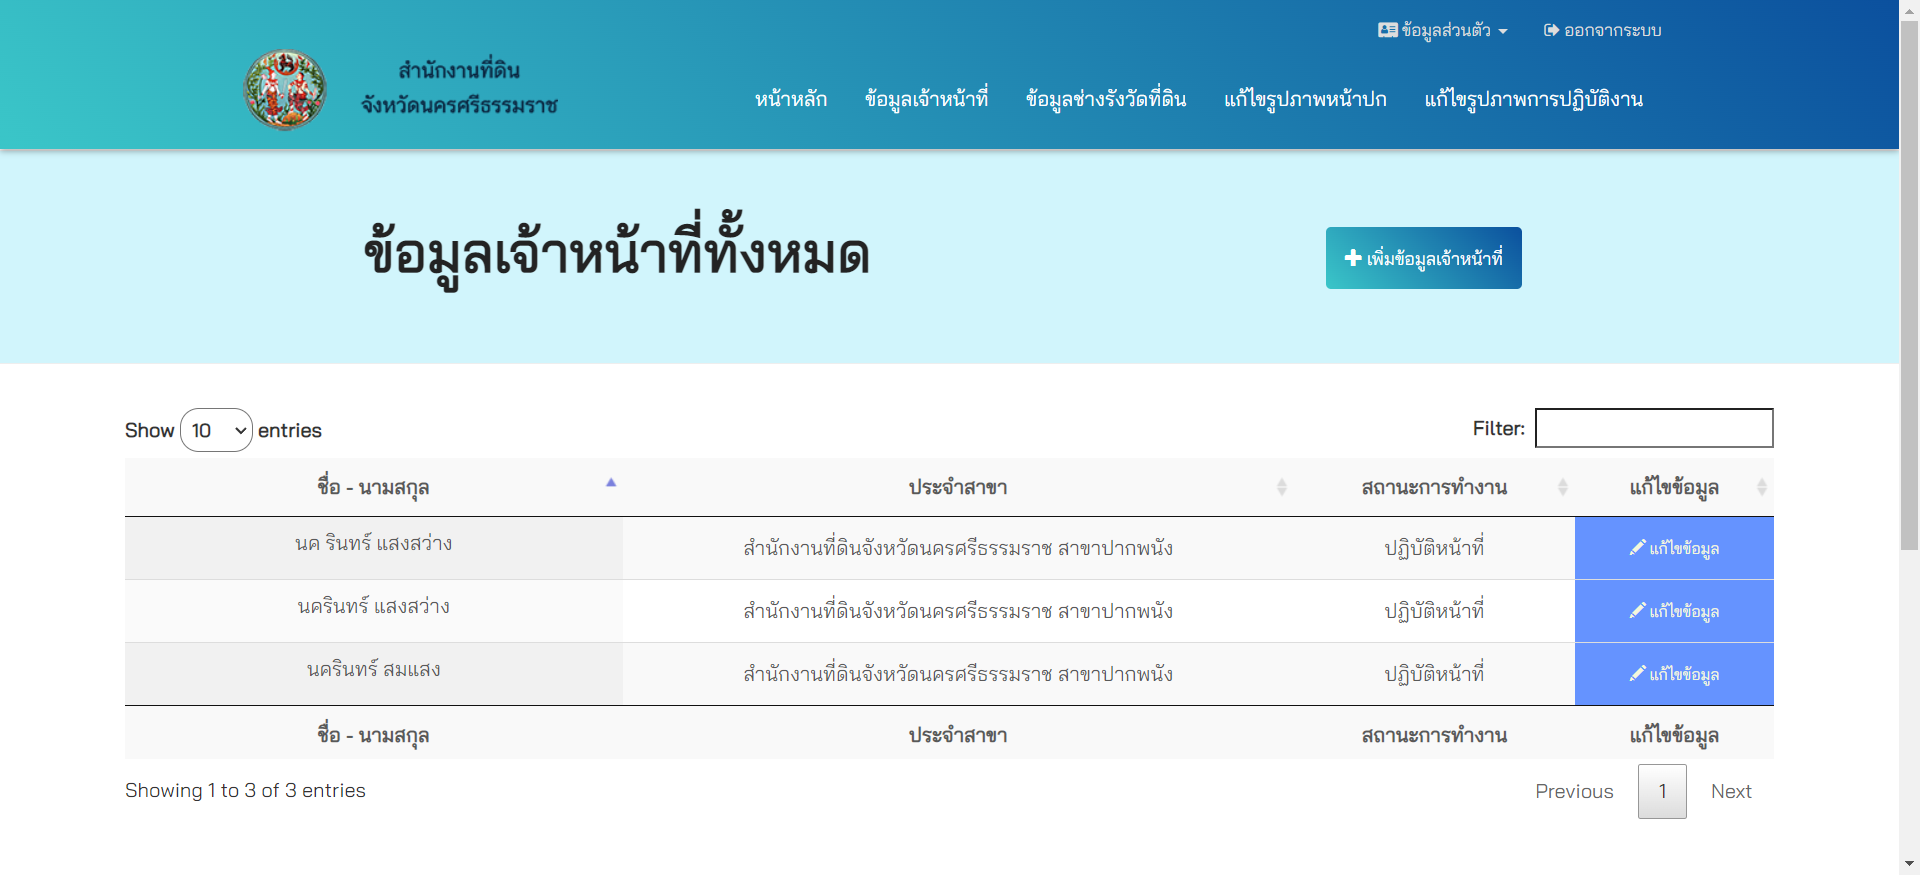 ข้อมูลส่วนตัว ออกจากระบบ
สำนักงานที่ดิน
จังหวัดนครศรีธรรมราช
หน้าหลัก ข้อมูลเจ้าหน้าที่ ข้อมูลช่างรังวัดที่ดิน แก้ไขรูปภาพหน้าปก แก้ไขรูปภาพการปฏิบัติงาน
ข้อมูลเจ้าหน้าที่ทั้งหมด
เพิ่มข้อมูลเจ้าหน้าที่
Show 10 entries Filter:
ชื่อ - นามสกุล ประจำสาขา สถานะการทำงาน แก้ไขข้อมูล
นค รินทร์ แสงสว่าง สำนักงานที่ดินจังหวัดนครศรีธรรมราช สาขาปากพนัง ปฏิบัติหน้าที่ แก้ไขข้อมูล
นครินทร์ แสงสว่าง สำนักงานที่ดินจังหวัดนครศรีธรรมราช สาขาปากพนัง ปฏิบัติหน้าที่ แก้ไขข้อมูล
นครินทร์ สมแสง สำนักงานที่ดินจังหวัดนครศรีธรรมราช สาขาปากพนัง ปฏิบัติหน้าที่ แก้ไขข้อมูล
ชื่อ - นามสกุล ประจำสาขา สถานะการทำงาน แก้ไขข้อมูล
Showing 1 to 3 of 3 entries Previous 1 Next